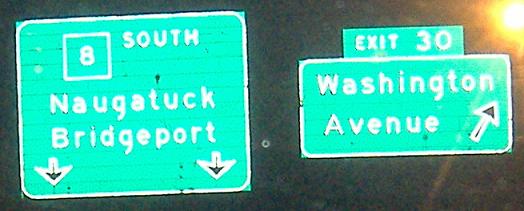 8 SOUTH
Naugatuck
Bridgeport
EXIT 30
Washington
Avenue